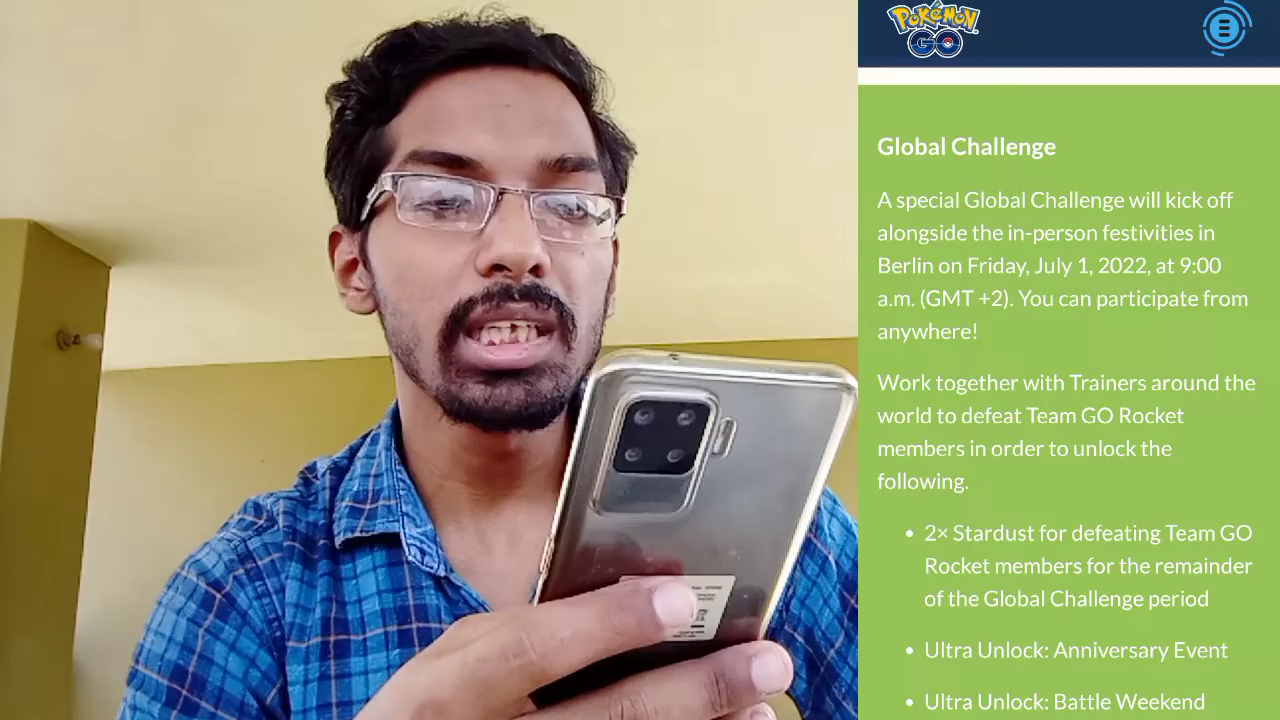 POKéMON
GO
Global Challenge
A special Global Challenge will kick off
alongside the in-person festivities in
Berlin on Friday, July 1, 2022, at 9:00
a.m. (GMT +2). You can participate from
anywhere!
Work together with Trainers around the
world to defeat Team GO Rocket
members in order to unlock the
following.
• 2× Stardust for defeating Team GO
Rocket members for the remainder
of the Global Challenge period
• Ultra Unlock: Anniversary Event
• Ultra Unlock: Battle Weekend